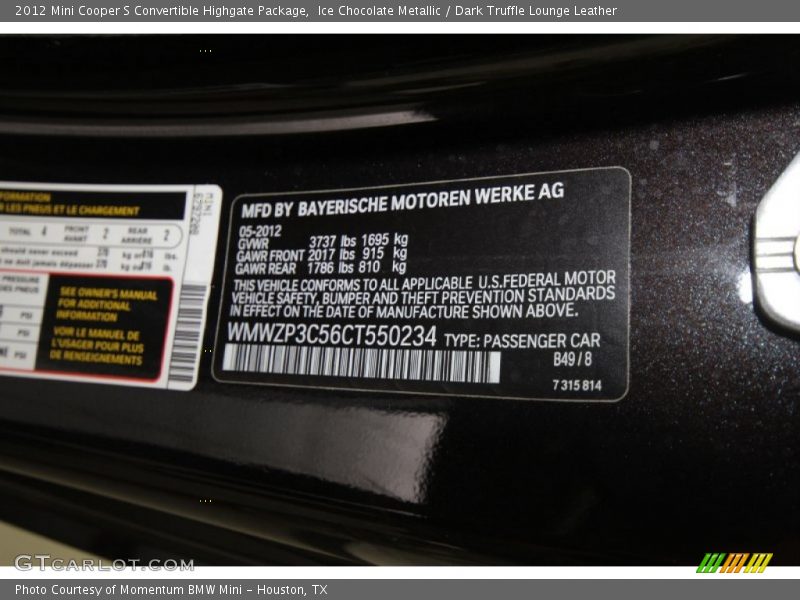 2012 Mini Cooper S Convertible Highgate Package,  Ice Chocolate Metallic / Dark Truffle Lounge Leather
LES PNEUS ET LE CHARGEMENT
TOTAL 4 FRONT AVANT 2 REAR ARRIÈRE 2
SEE OWNER'S MANUAL
FOR ADDITIONAL
INFORMATION
VOIR LE MANUEL DE
L'USAGER POUR PLUS
DE RENSEIGNEMENTS
PSI
PSI
PSI
MINI
MFD BY BAYERISCHE MOTOREN WERKE AG
05-2012
GVWR 3737 lbs 1695 kg
GAWR FRONT 2017 lbs 915 kg
GAWR REAR 1786 lbs 810 kg
THIS VEHICLE CONFORMS TO ALL APPLICABLE U.S.FEDERAL MOTOR
VEHICLE SAFETY, BUMPER AND THEFT PREVENTION STANDARDS
IN EFFECT ON THE DATE OF MANUFACTURE SHOWN ABOVE.
WMWZP3C56CT550234 TYPE: PASSENGER CAR
B49 / 8
7 315 814
GTCARLOT.COM
Photo Courtesy of Momentum BMW Mini - Houston, TX